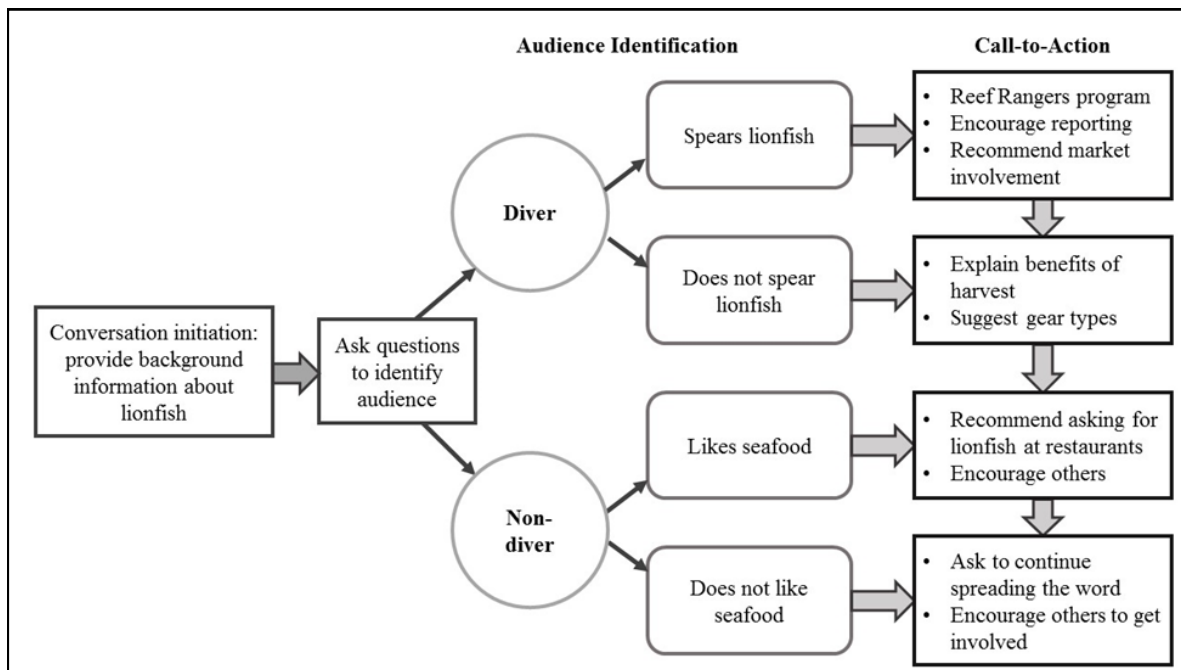 Audience Identification
Call-to-Action
Conversation initiation:
provide background
information about
lionfish
Ask questions
to identify
audience
Diver
Spears lionfish
• Reef Rangers program
• Encourage reporting
• Recommend market
involvement
Does not spear
lionfish
• Explain benefits of
harvest
• Suggest gear types
Non-
diver
Likes seafood
• Recommend asking for
lionfish at restaurants
• Encourage others
Does not like
seafood
• Ask to continue
spreading the word
• Encourage others to get
involved